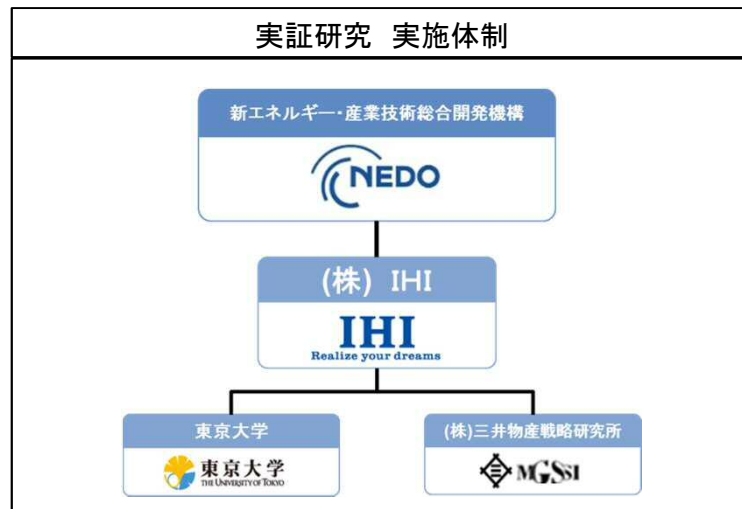 実証研究 実施体制
新エネルギー・産業技術総合開発機構
NEDO
(株) IHI
IHI
Realize your dreams
東京大学
東京大学
THE UNIVERSITY OF TOKYO
(株)三井物産戦略研究所
MGSSI